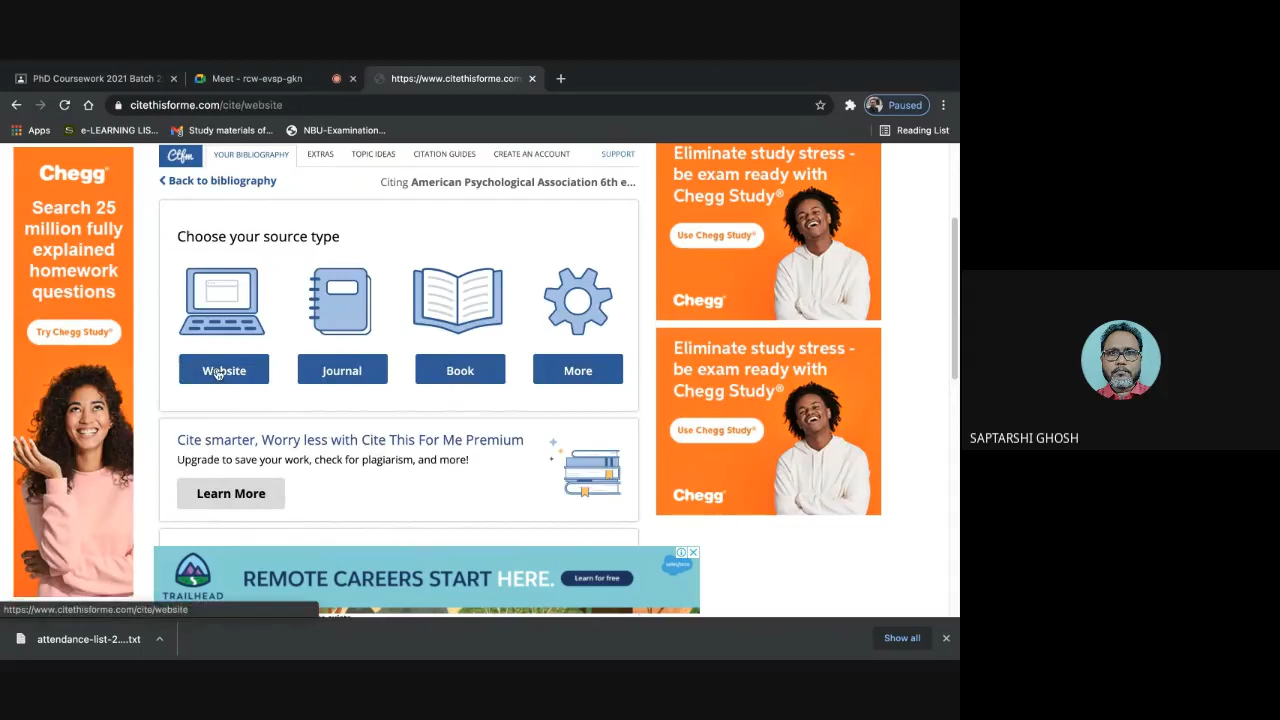 PhD Coursework 2021 Batch 2
Meet - rcw-evsp-gkn
https://www.citethisforme.com
citethisforme.com/cite/website
Paused
Apps
e-LEARNING LIS...
Study materials of...
NBU-Examination...
Reading List
Chegg
Search 25
million fully
explained
homework
questions
Try Chegg Study®
Ctfm
YOUR BIBLIOGRAPHY
EXTRAS
TOPIC IDEAS
CITATION GUIDES
CREATE AN ACCOUNT
SUPPORT
Back to bibliography
Citing American Psychological Association 6th e...
Choose your source type
Website
Journal
Book
More
Cite smarter, Worry less with Cite This For Me Premium
Upgrade to save your work, check for plagiarism, and more!
Learn More
Eliminate study stress -
be exam ready with
Chegg Study®
Use Chegg Study®
Chegg
Eliminate study stress -
be exam ready with
Chegg Study®
Use Chegg Study®
Chegg
TRAILHEAD
REMOTE CAREERS START HERE.
Learn for free
salesforce
https://www.citethisforme.com/cite/website
attendance-list-2....txt
Show all
SAPTARSHI GHOSH